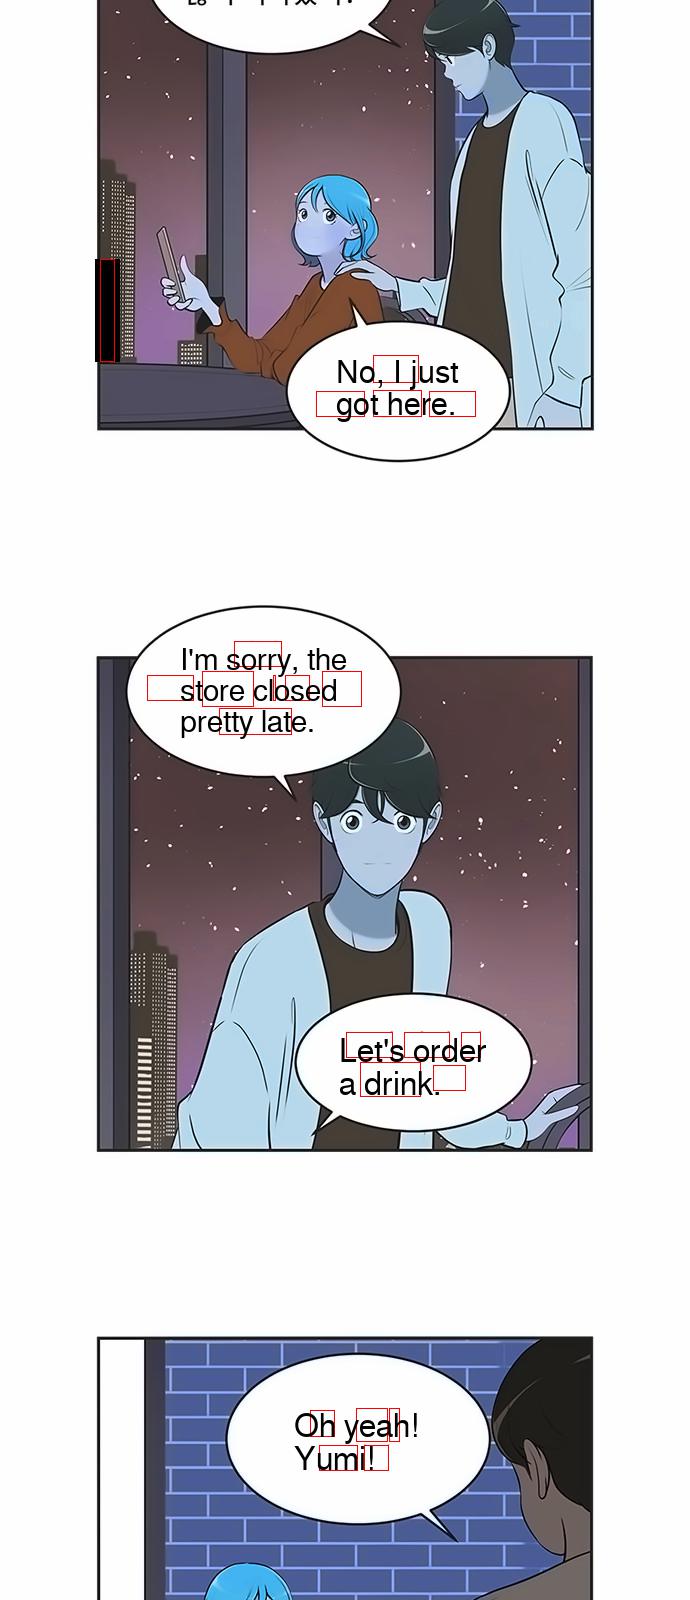 No, I just
got here.
I'm sorry, the
store closed
pretty late.
Let's order
a drink.
Oh yeah!
Yumi!